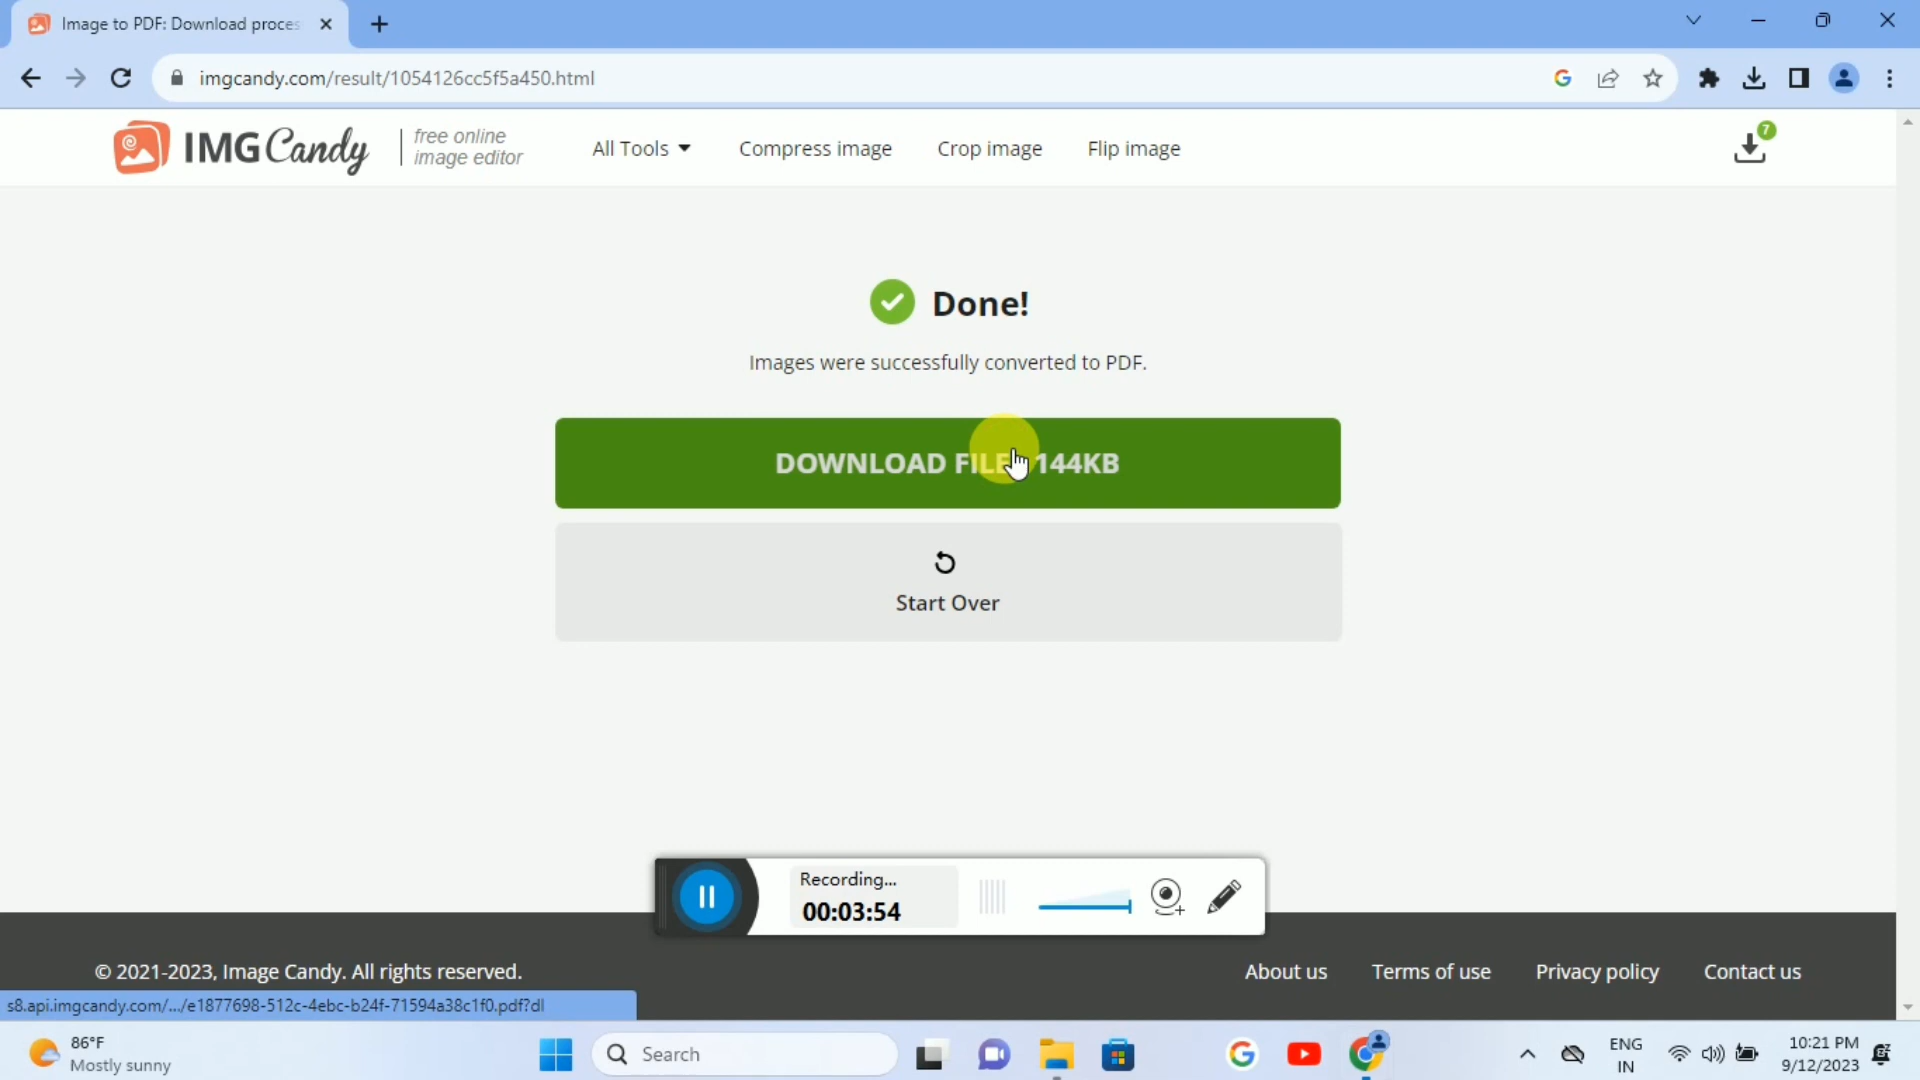 Image to PDF: Download proces
imgcandy.com/result/1054126cc5f5a450.html
IMG Candy
free online
image editor
All Tools
Compress image
Crop image
Flip image
7
Done!
Images were successfully converted to PDF.
DOWNLOAD FILE 144KB
Start Over
Recording...
00:03:54
© 2021-2023, Image Candy. All rights reserved.
About us
Terms of use
Privacy policy
Contact us
s8.api.imgcandy.com/.../e1877698-512c-4ebc-b24f-71594a38c1f0.pdf?dl
86°F
Mostly sunny
Search
ENG
IN
10:21 PM
9/12/2023